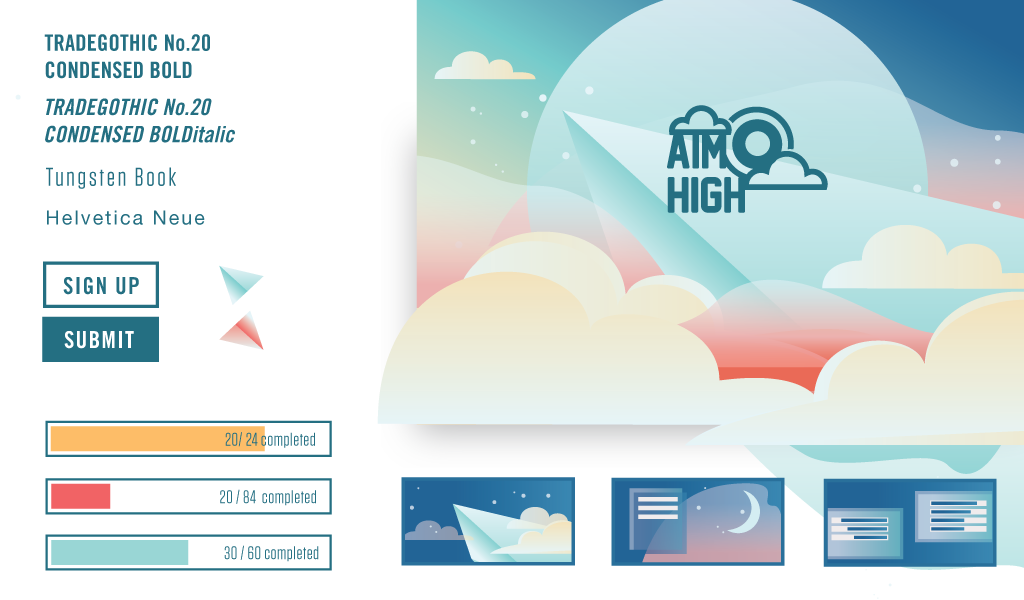 TRADEGOTHIC No.20
CONDENSED BOLD
TRADEGOTHIC No.20
CONDENSED BOLDitalic
Tungsten Book
Helvetica Neue
SIGN UP
SUBMIT
20/ 24 completed
20 / 84 completed
30 / 60 completed
AIM
HIGH